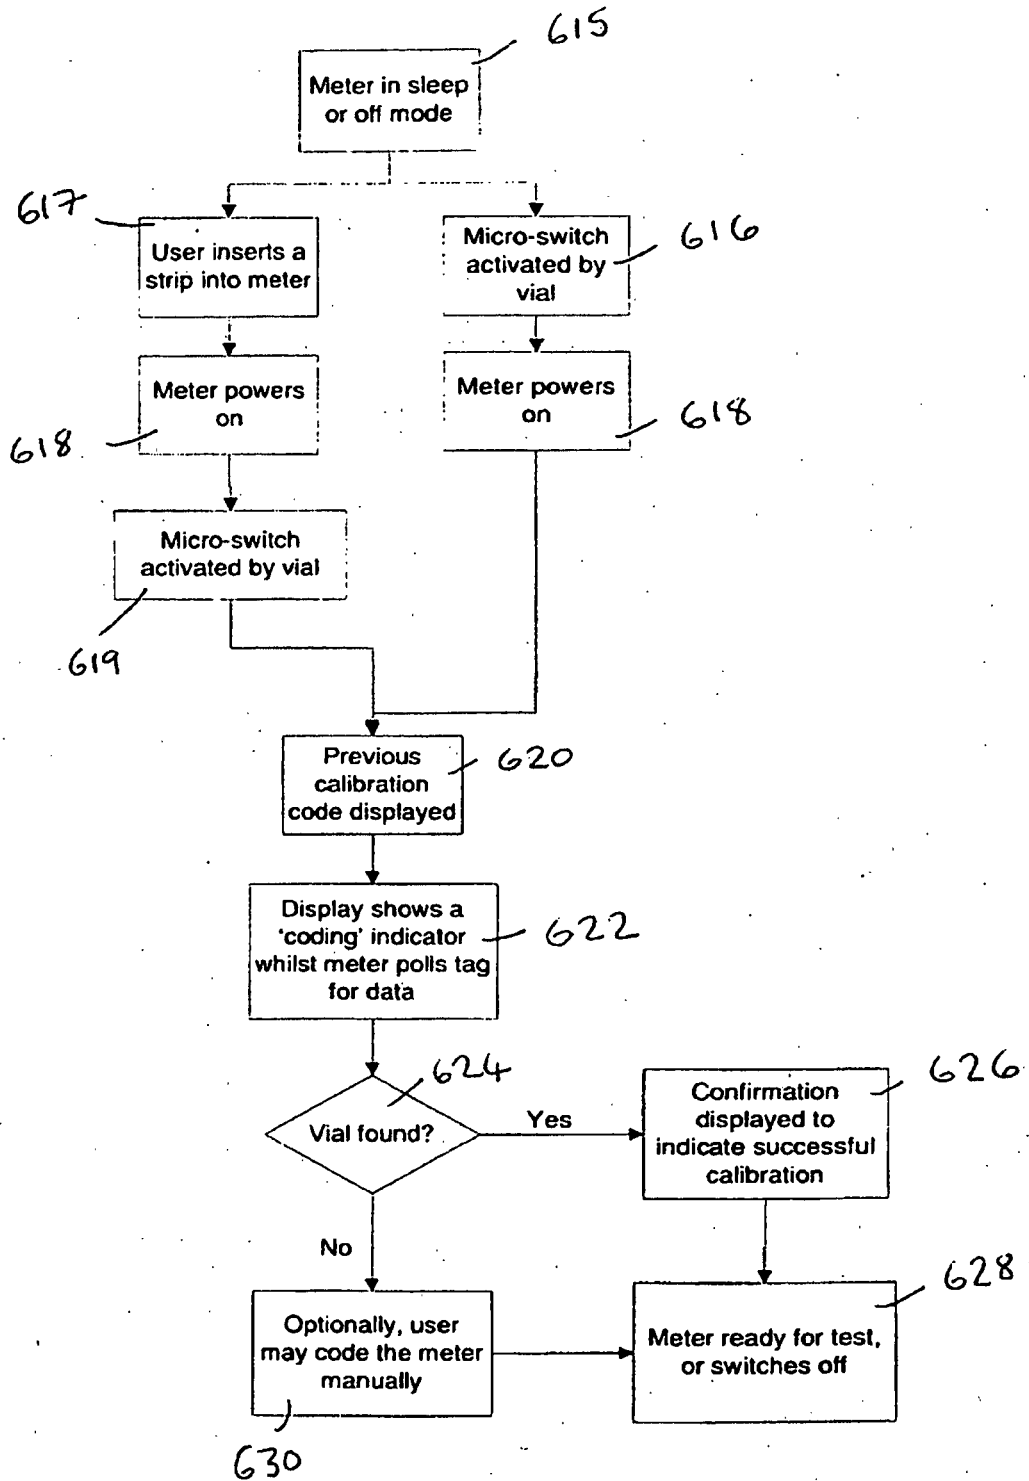 615
Meter in sleep
or off mode
617
User inserts a
strip into meter
Micro-switch
activated by
vial
616
Meter powers
on
618
Meter powers
on
618
Micro-switch
activated by vial
619
Previous
calibration
code displayed
620
Display shows a
'coding' indicator
whilst meter polls tag
for data
622
624
Vial found?
Yes
626
Confirmation
displayed to
indicate successful
calibration
No
628
Optionally, user
may code the meter
manually
630
Meter ready for test,
or switches off